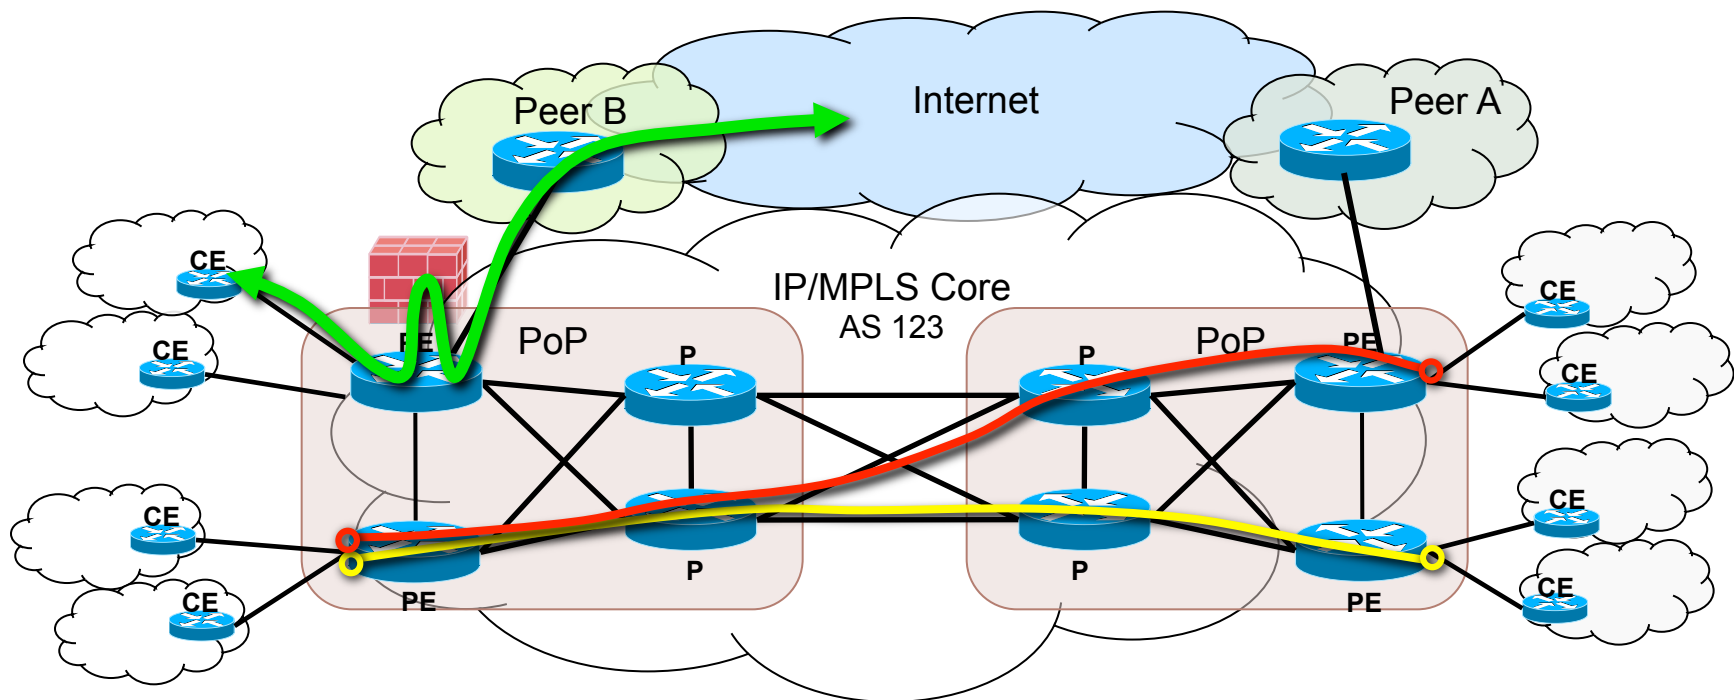 Internet
Peer B
Peer A
CE
IP/MPLS Core
AS 123
CE
CE
PE
PoP
P
P
PoP
PE
CE
CE
CE
CE
PE
P
P
PE
CE
CE